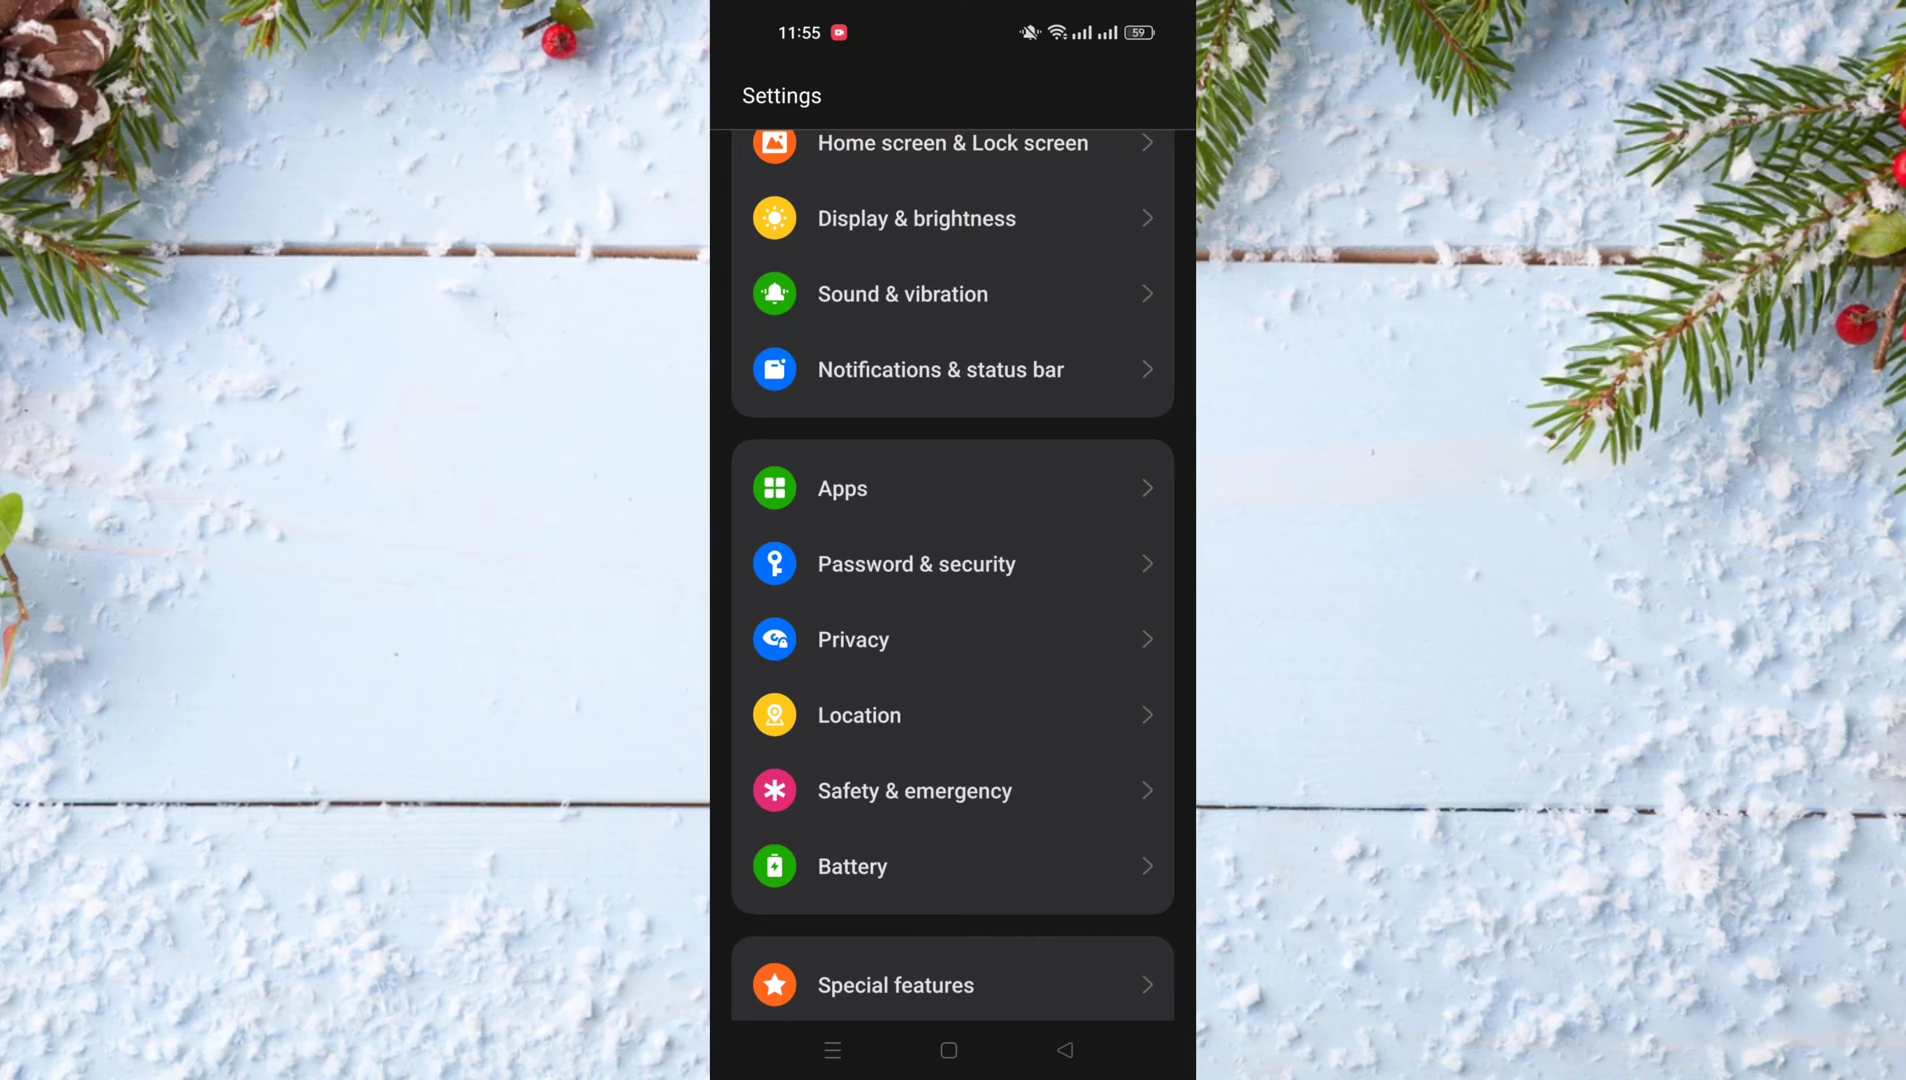 11:55
59
Settings
Home screen & Lock screen
Display & brightness
Sound & vibration
Notifications & status bar
Apps
Password & security
Privacy
Location
Safety & emergency
Battery
Special features